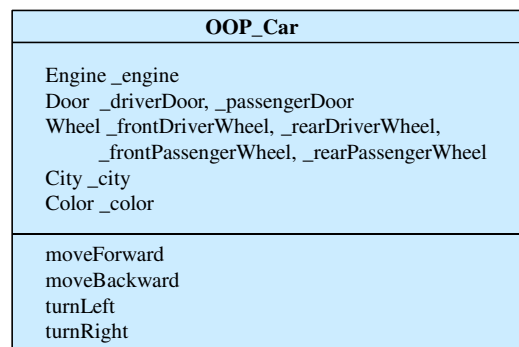 OOP_Car
Engine _engine
Door _driverDoor, _passengerDoor
Wheel _frontDriverWheel, _rearDriverWheel,
_frontPassengerWheel, _rearPassengerWheel
City _city
Color _color
moveForward
moveBackward
turnLeft
turnRight